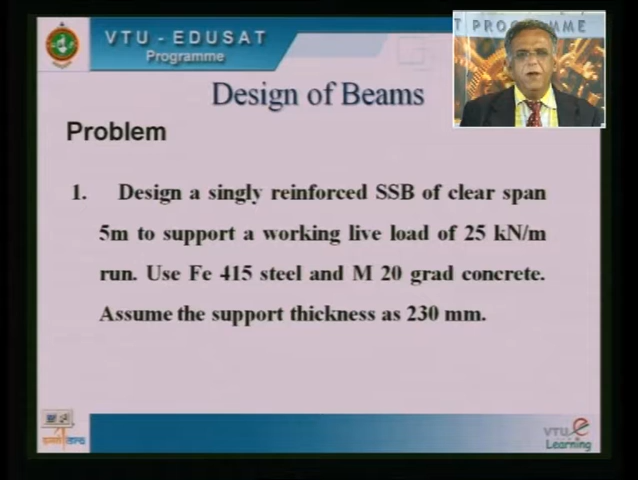 VTU - EDUSAT
Programme
T PROGRAMME
Design of Beams
Problem
1. Design a singly reinforced SSB of clear span
5m to support a working live load of 25 kN/m
run. Use Fe 415 steel and M 20 grad concrete.
Assume the support thickness as 230 mm.
VTU e
Learning